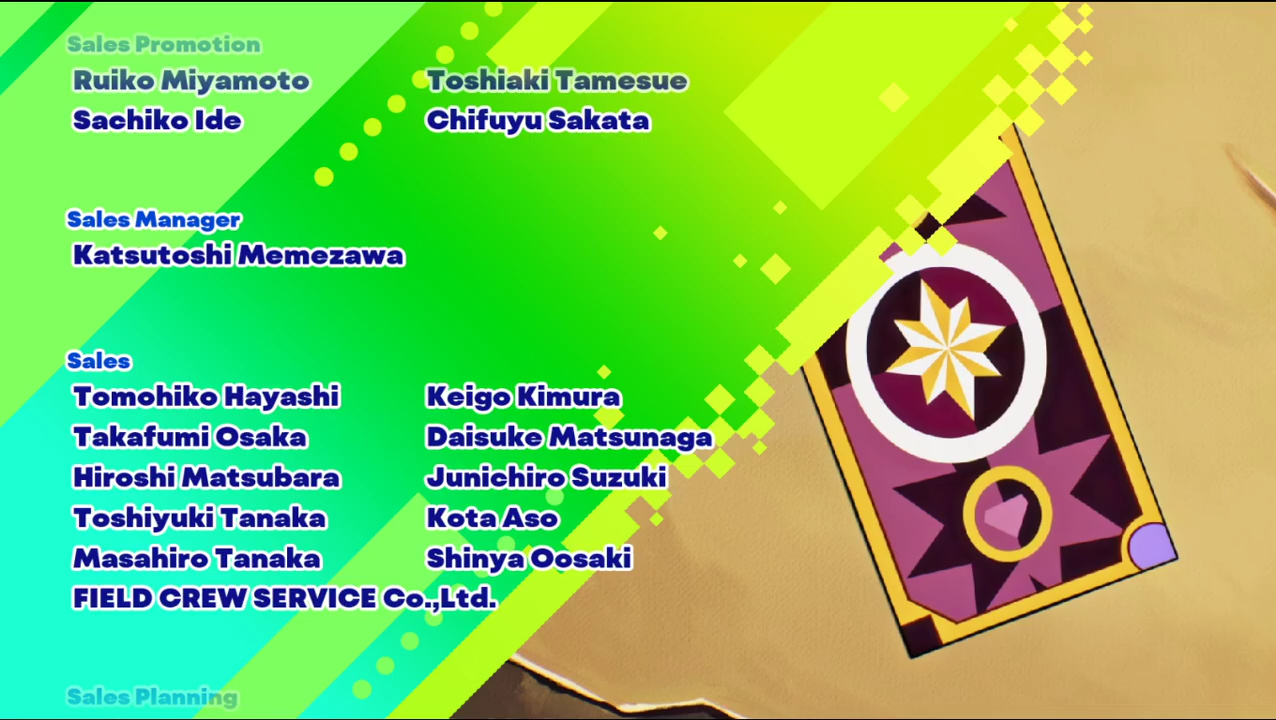 Sales Promotion
Ruiko Miyamoto Toshiaki Tamesue
Sachiko Ide Chifuyu Sakata
Sales Manager
Katsutoshi Memezawa
Sales
Tomohiko Hayashi Keigo Kimura
Takafumi Osaka Daisuke Matsunaga
Hiroshi Matsubara Junichiro Suzuki
Toshiyuki Tanaka Kota Aso
Masahiro Tanaka Shinya Oosaki
FIELD CREW SERVICE Co.,Ltd.
Sales Planning